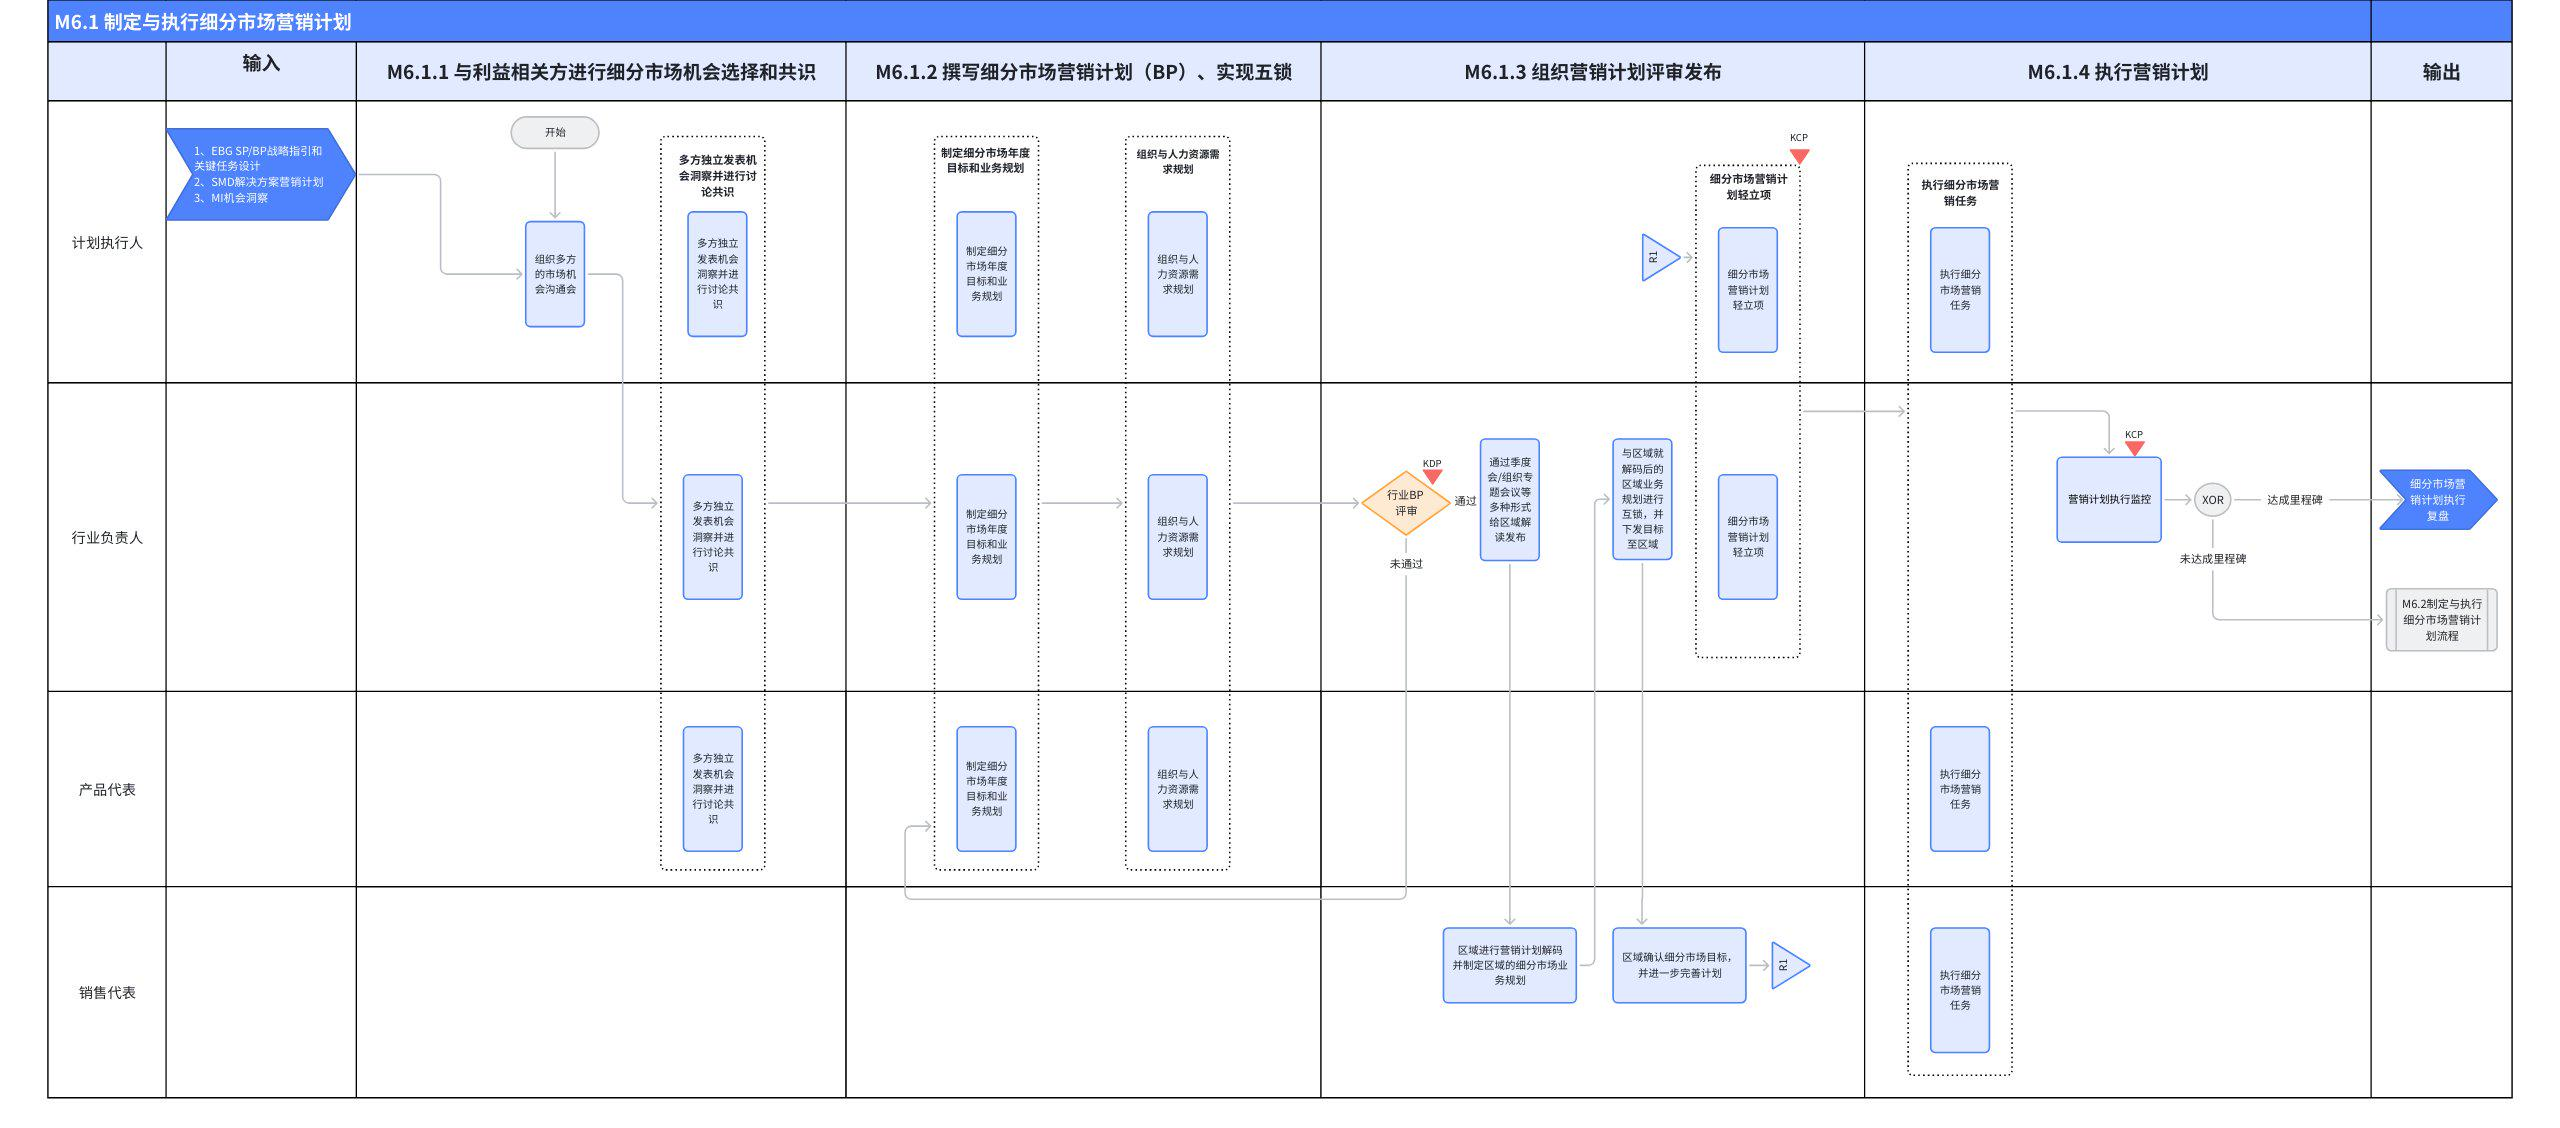 M6.1 制定与执行细分市场营销计划
输入
M6.1.1 与利益相关方进行细分市场机会选择和共识
M6.1.2 撰写细分市场营销计划（BP）、实现五锁
M6.1.3 组织营销计划评审发布
M6.1.4 执行营销计划
输出
计划执行人
1、EBG SP/BP战略指引和
关键任务设计
2、SMD解决方案营销计划
3、MI机会洞察
开始
组织多方
的市场机
会沟通会
多方独立发表机
会洞察并进行讨
论共识
多方独立
发表机会
洞察并进
行讨论共
识
制定细分市场年度
目标和业务规划
制定细分
市场年度
目标和业
务规划
组织与人力资源需
求规划
组织与人
力资源需
求规划
R1
KCP
细分市场营销计
划轻立项
细分市场
营销计划
轻立项
执行细分市场营
销任务
执行细分
市场营销
任务
行业负责人
多方独立
发表机会
洞察并进
行讨论共
识
制定细分
市场年度
目标和业
务规划
组织与人
力资源需
求规划
KDP
行业BP
评审
通过
未通过
通过季度
会/组织专
题会议等
多种形式
给区域解
读发布
与区域就
解码后的
区域业务
规划进行
互锁，并
下发目标
至区域
细分市场
营销计划
轻立项
KCP
营销计划执行监控
XOR
达成里程碑
未达成里程碑
细分市场营
销计划执行
复盘
M6.2制定与执行
细分市场营销计
划流程
产品代表
多方独立
发表机会
洞察并进
行讨论共
识
制定细分
市场年度
目标和业
务规划
组织与人
力资源需
求规划
执行细分
市场营销
任务
销售代表
区域进行营销计划解码
并制定区域的细分市场业
务规划
区域确认细分市场目标，
并进一步完善计划
R1
执行细分
市场营销
任务